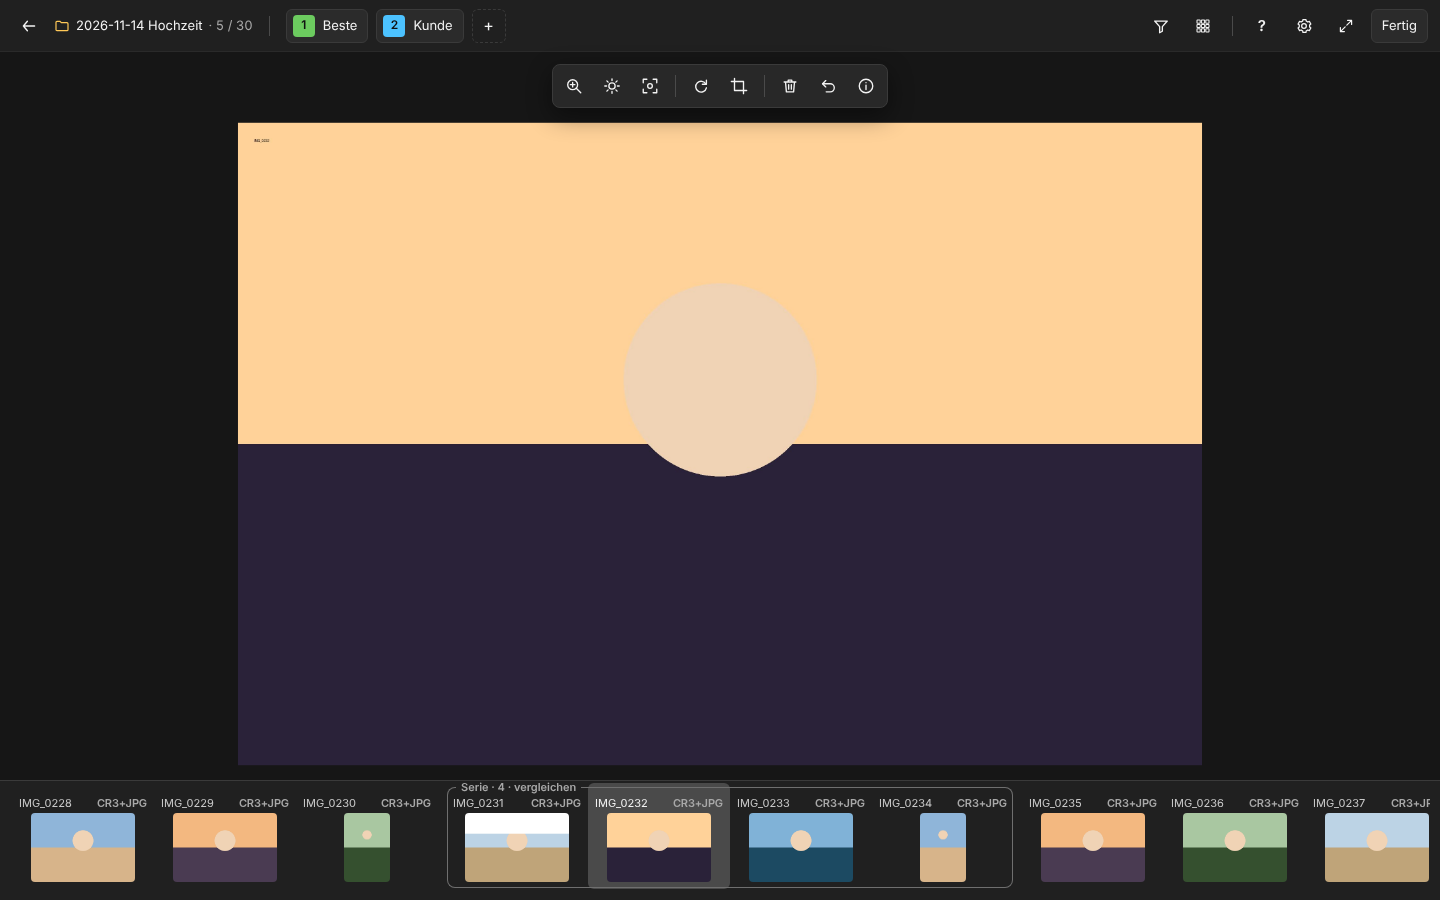 2026-11-14 Hochzeit · 5 / 30
1 Beste
2 Kunde
+
?
Fertig
IMG_0232
Serie · 4 · vergleichen
IMG_0228 CR3+JPG
IMG_0229 CR3+JPG
IMG_0230 CR3+JPG
IMG_0231 CR3+JPG
IMG_0232 CR3+JPG
IMG_0233 CR3+JPG
IMG_0234 CR3+JPG
IMG_0235 CR3+JPG
IMG_0236 CR3+JPG
IMG_0237